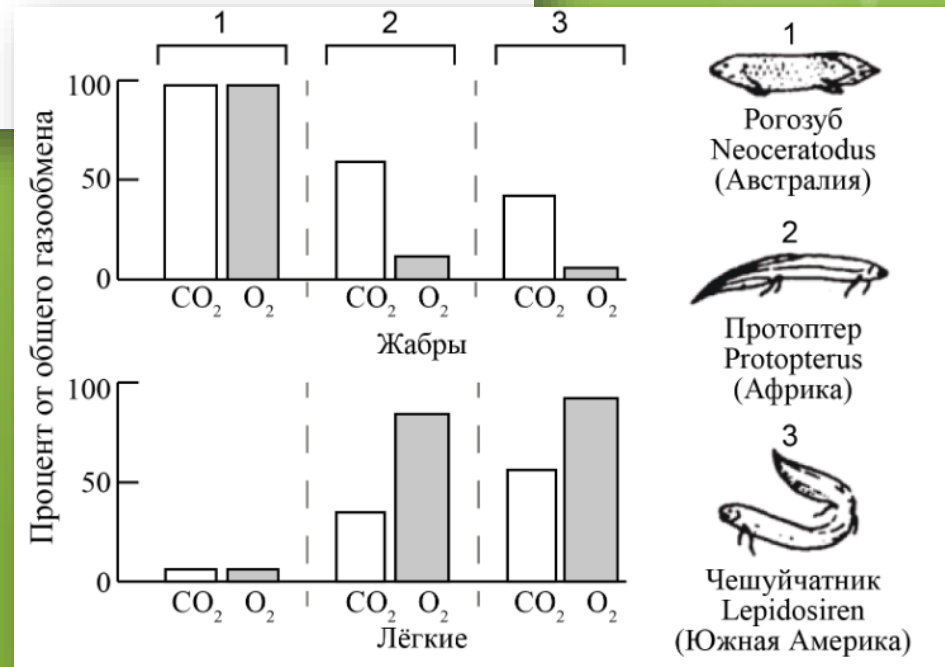 1 2 3
Процент от общего газообмена
100
50
0
CO₂ O₂ CO₂ O₂ CO₂ O₂
Жабры
100
50
0
CO₂ O₂ CO₂ O₂ CO₂ O₂
Лёгкие
1
Рогозуб
Neoceratodus
(Австралия)
2
Протоптер
Protopterus
(Африка)
3
Чешуйчатник
Lepidosiren
(Южная Америка)